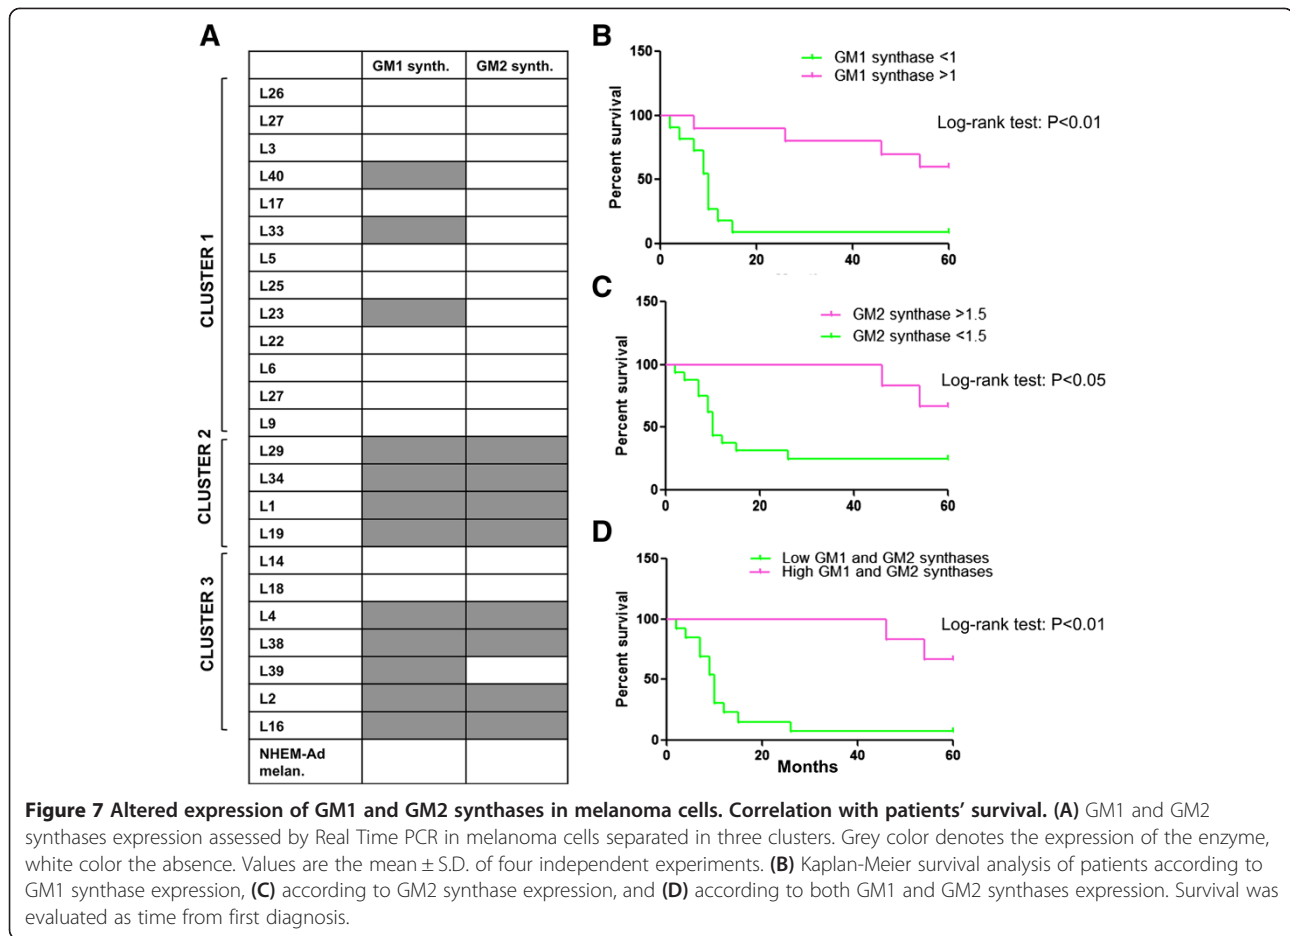 A
GM1 synth. GM2 synth.
CLUSTER 1
L26
L27
L3
L40
L17
L33
L5
L25
L23
L22
L6
L27
L9
CLUSTER 2
L29
L34
L1
L19
CLUSTER 3
L14
L18
L4
L38
L39
L2
L16
NHEM-Ad
melan.
B
GM1 synthase <1
GM1 synthase >1
Log-rank test: P<0.01
Percent survival
150
100
50
0
0 20 40 60
C
GM2 synthase >1.5
GM2 synthase <1.5
Log-rank test: P<0.05
Percent survival
150
100
50
0
0 20 40 60
D
Low GM1 and GM2 synthases
High GM1 and GM2 synthases
Log-rank test: P<0.01
Percent survival
150
100
50
0
0 20 40 60
Months
Figure 7 Altered expression of GM1 and GM2 synthases in melanoma cells. Correlation with patients' survival. (A) GM1 and GM2
synthases expression assessed by Real Time PCR in melanoma cells separated in three clusters. Grey color denotes the expression of the enzyme,
white color the absence. Values are the mean ± S.D. of four independent experiments. (B) Kaplan-Meier survival analysis of patients according to
GM1 synthase expression, (C) according to GM2 synthase expression, and (D) according to both GM1 and GM2 synthases expression. Survival was
evaluated as time from first diagnosis.